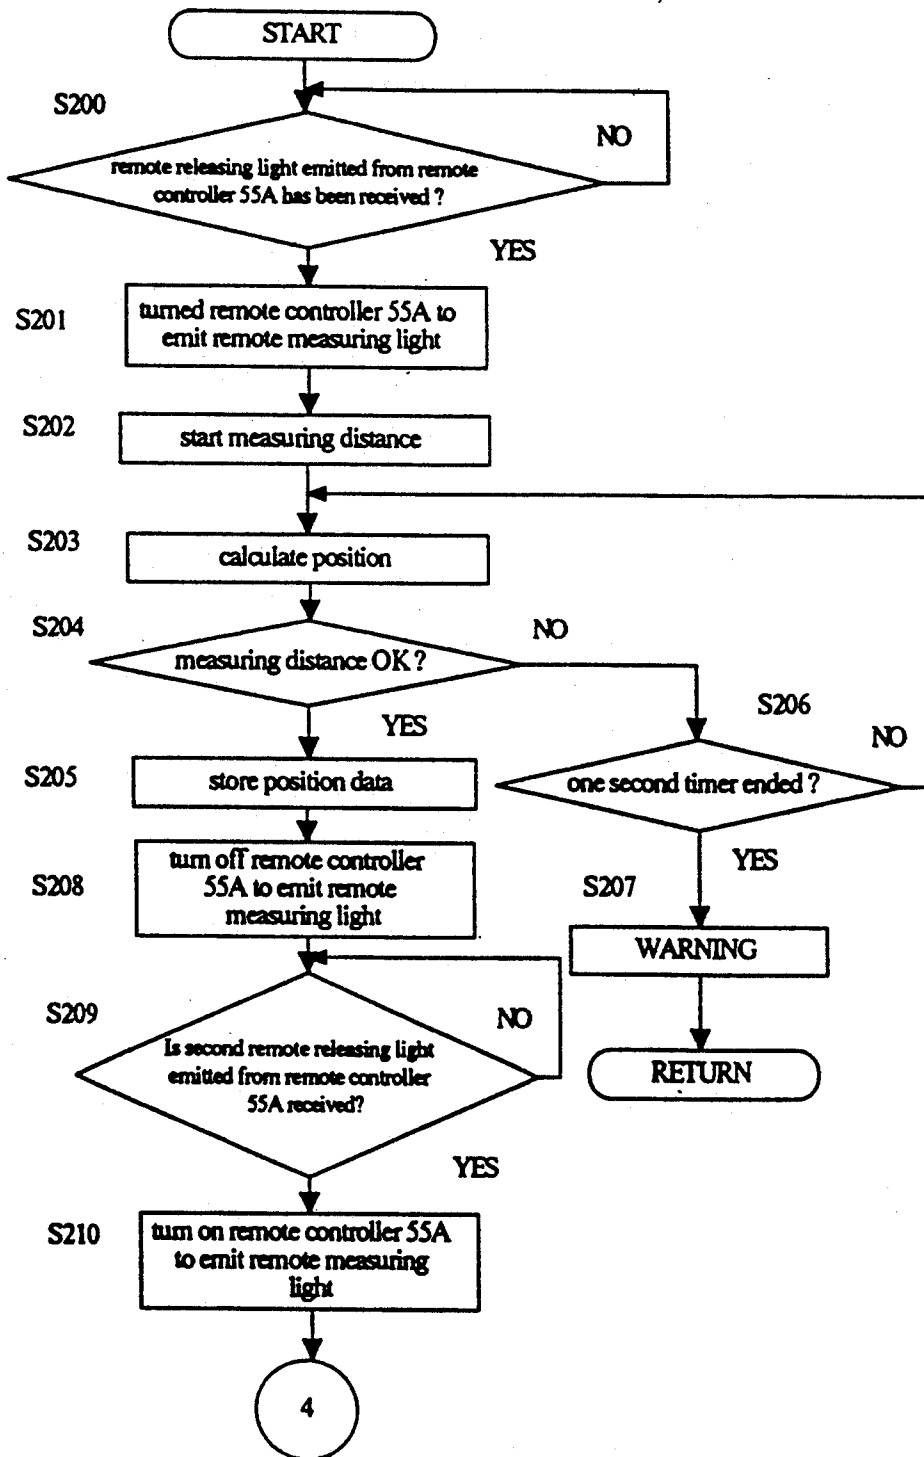 START
S200
NO
remote releasing light emitted from remote
controller 55A has been received ?
YES
S201
turned remote controller 55A to
emit remote measuring light
S202
start measuring distance
S203
calculate position
S204
NO
measuring distance OK ?
S206
YES
NO
S205
store position data
one second timer ended ?
S208
turn off remote controller
55A to emit remote
measuring light
YES
S207
WARNING
S209
NO
Is second remote releasing light
emitted from remote controller
55A received?
RETURN
YES
S210
turn on remote controller 55A
to emit remote measuring
light
4